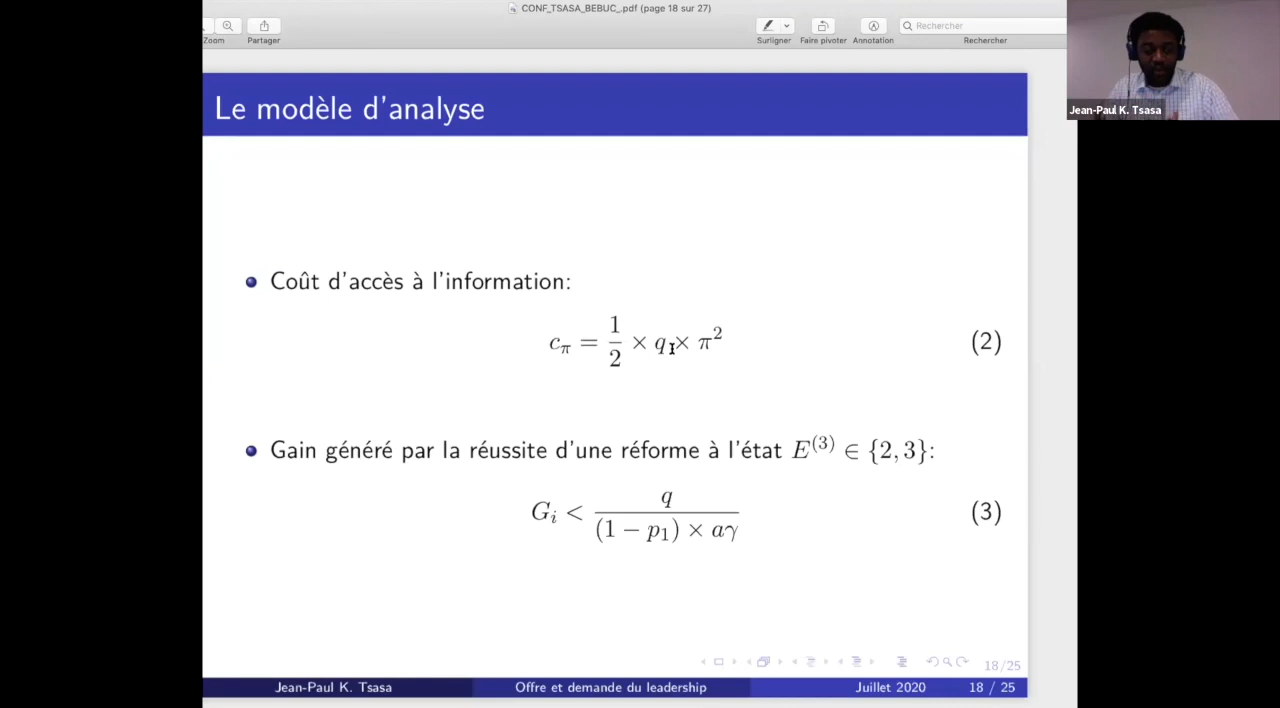 CONF_TSASA_BEBUC_.pdf (page 18 sur 27)
Zoom Partager Surligner Faire pivoter Annotation Rechercher
Rechercher
Jean-Paul K. Tsasa
Le modèle d'analyse
Coût d'accès à l'information:
c_π = 1/2 × q × π² (2)
Gain généré par la réussite d'une réforme à l'état E^(3) ∈ {2, 3}:
G_i < q / ((1 − p_1) × aγ) (3)
18/25
Jean-Paul K. Tsasa Offre et demande du leadership Juillet 2020 18 / 25